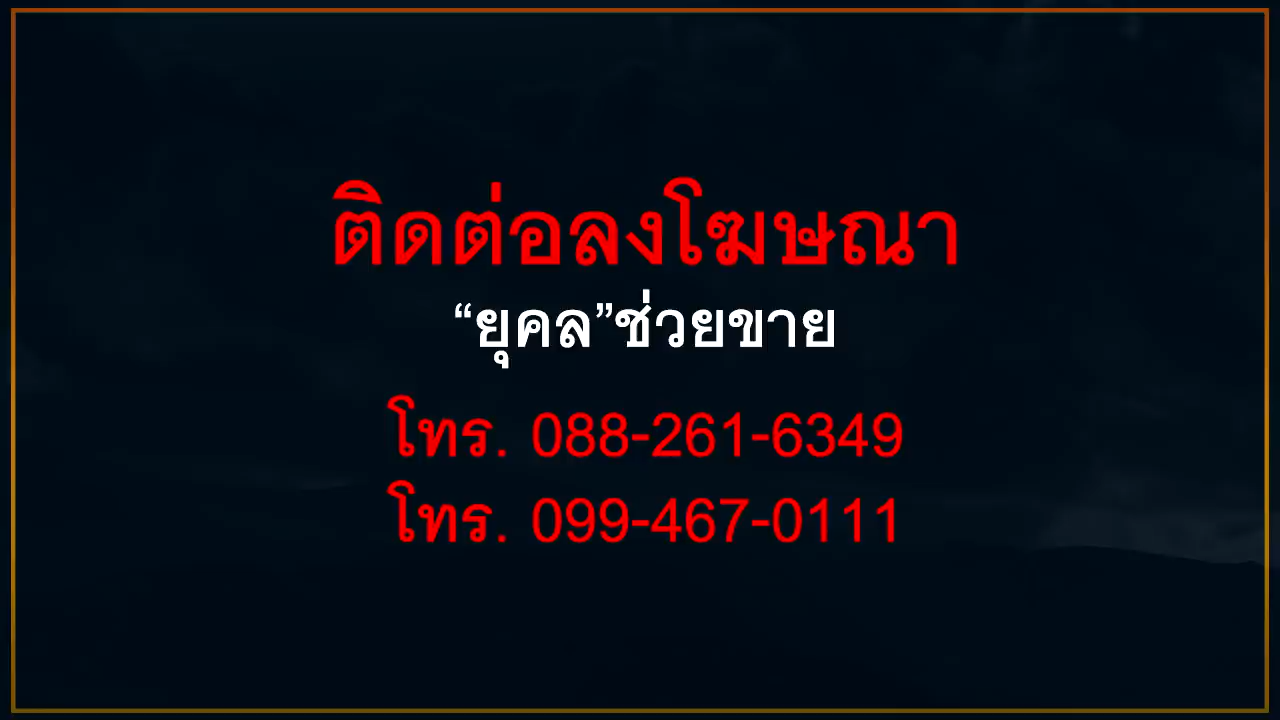 ติดต่อลงโฆษณา
“ยุคล”ช่วยขาย
โทร. 088-261-6349
โทร. 099-467-0111